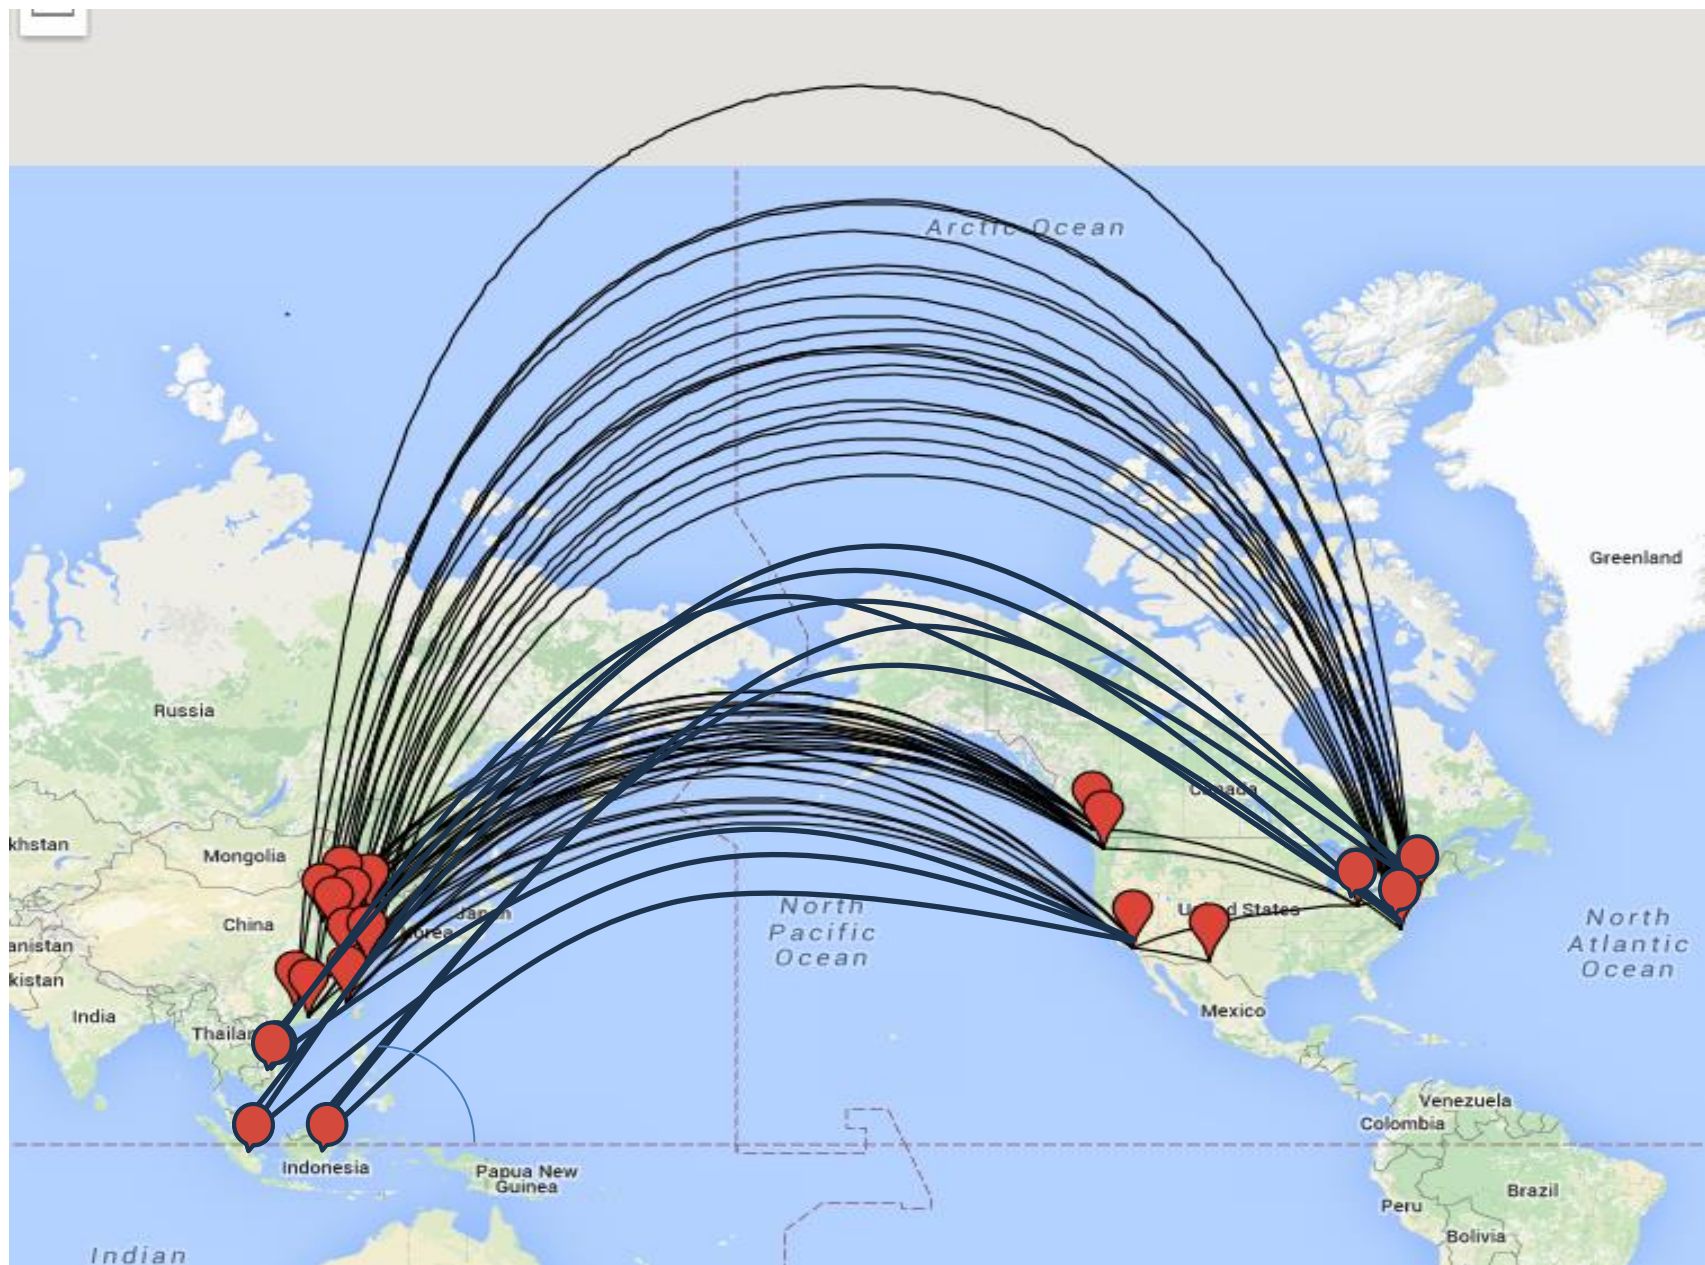 Arctic Ocean
Greenland
Russia
Canada
khstan
Mongolia
China
Japan
orea
United States
North
Pacific
Ocean
North
Atlantic
Ocean
anistan
kistan
India
Thailan
Mexico
Venezuela
Colombia
Indonesia
Papua New
Guinea
Peru
Brazil
Bolivia
Indian